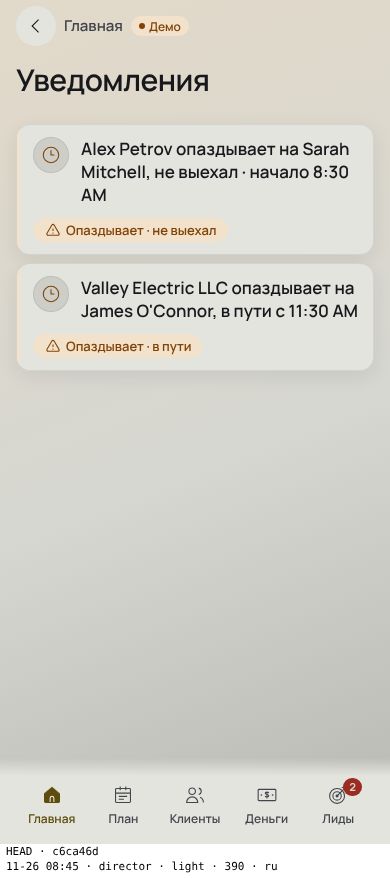 Главная
Демо
Уведомления
Alex Petrov опаздывает на Sarah
Mitchell, не выехал · начало 8:30
AM
Опаздывает · не выехал
Valley Electric LLC опаздывает на
James O'Connor, в пути с 11:30 AM
Опаздывает · в пути
2
Главная
План
Клиенты
Деньги
Лиды
HEAD · c6ca46d
11-26 08:45 · director · light · 390 · ru